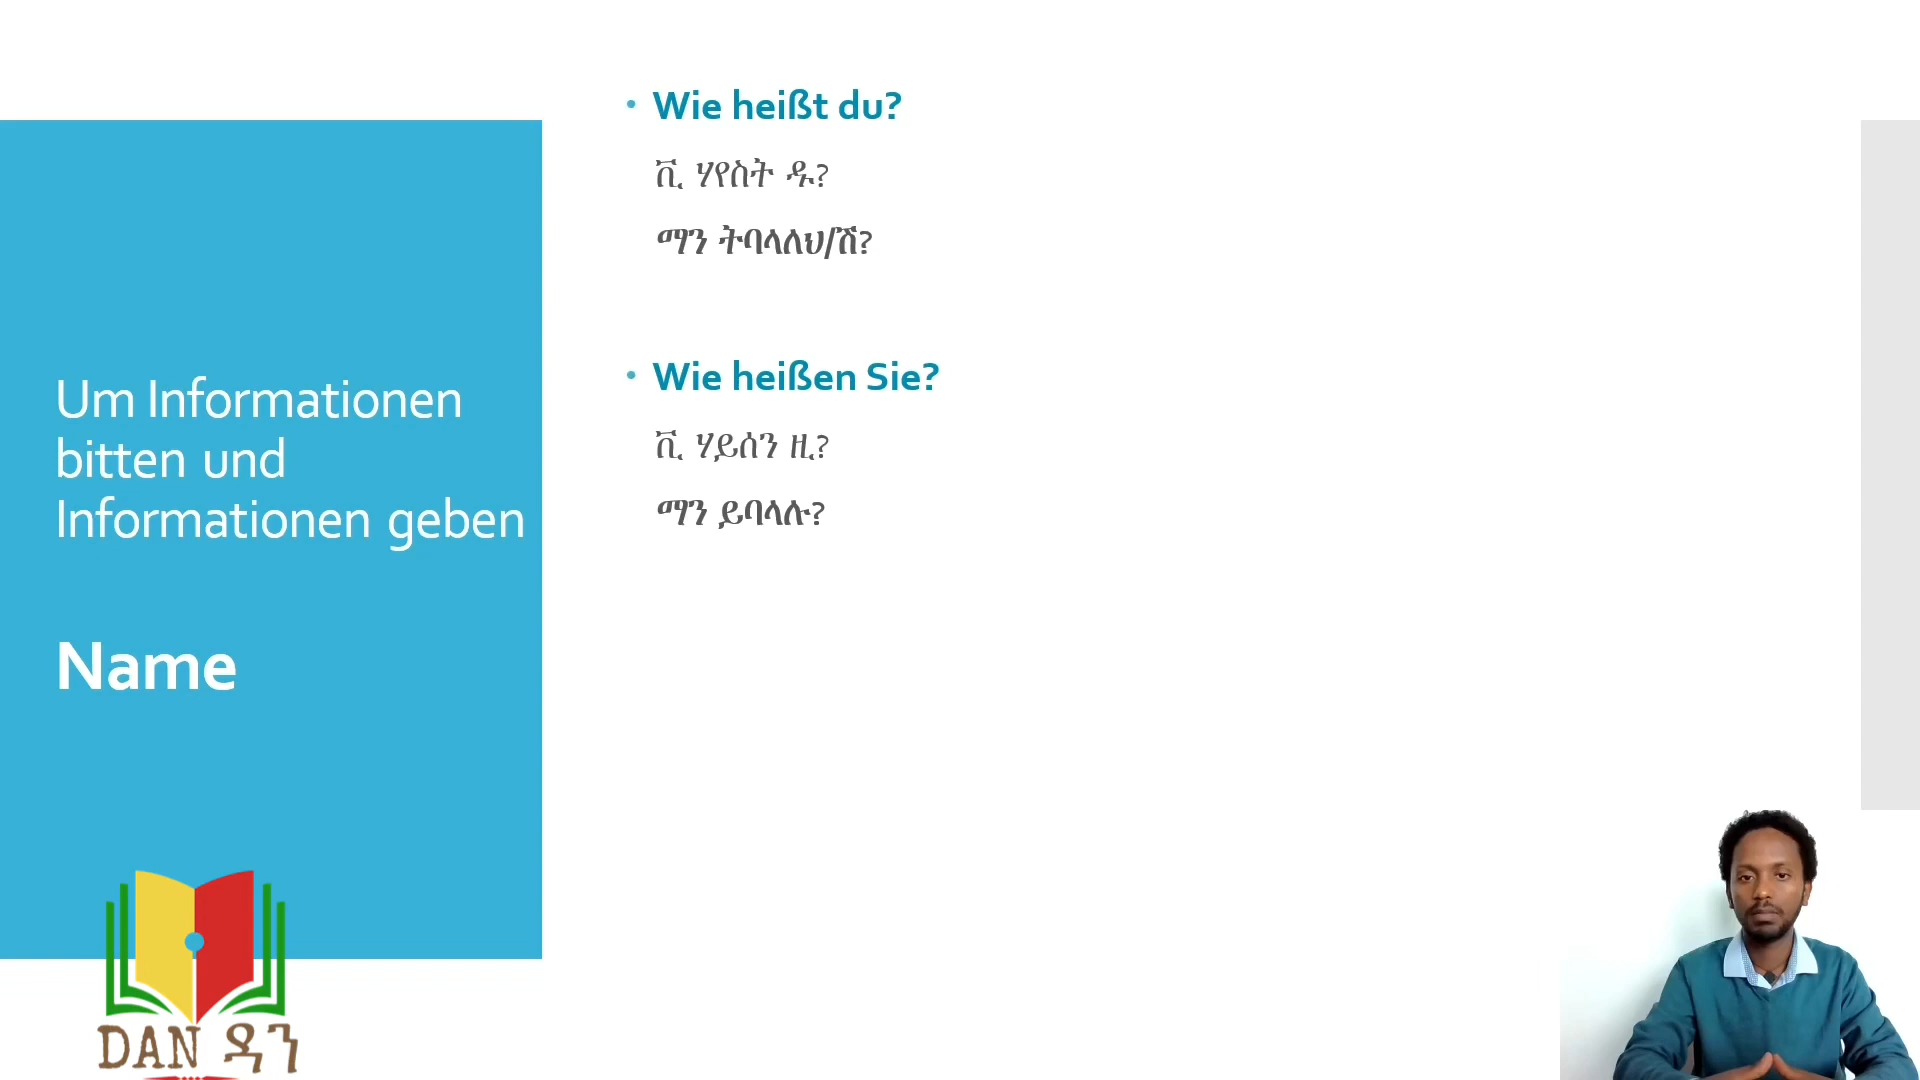 Um Informationen
bitten und
Informationen geben
Name
• Wie heißt du?
ቪ ሃየስት ዱ?
ማን ትባላለህ/ሽ?
• Wie heißen Sie?
ቪ ሃይሰን ዚ?
ማን ይባላሉ?
DAN ዳን